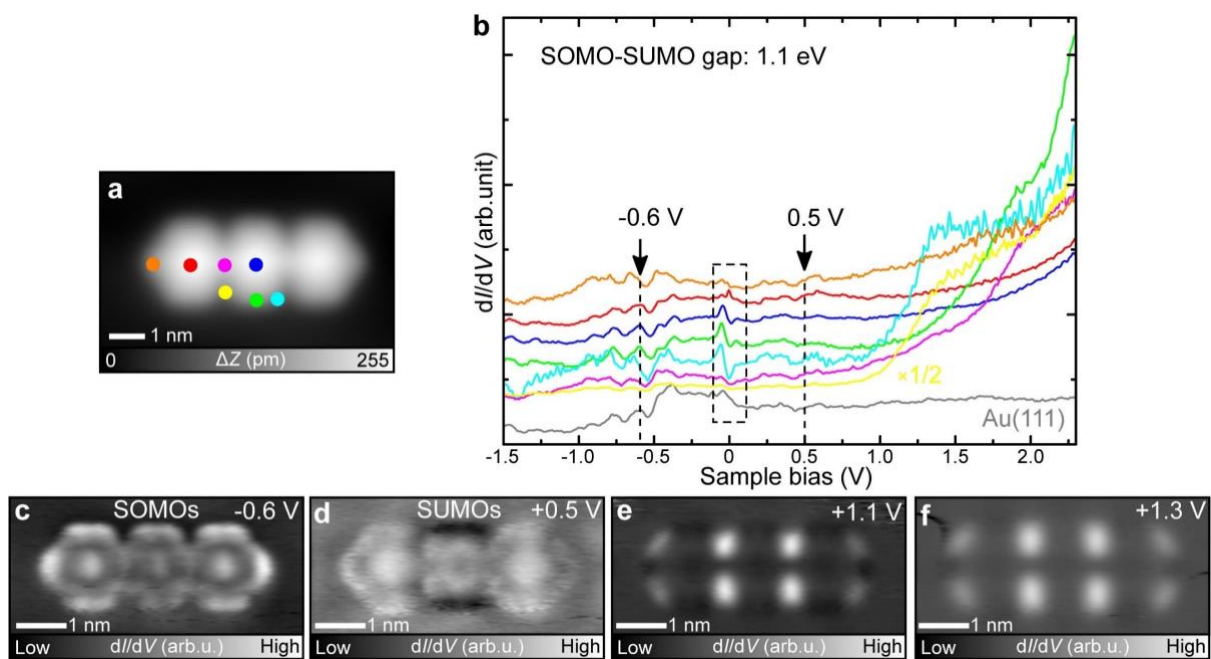 a
1 nm
0 ΔZ (pm) 255
b
SOMO-SUMO gap: 1.1 eV
-0.6 V
0.5 V
×1/2
Au(111)
dI/dV (arb.unit)
-1.5 -1.0 -0.5 0 0.5 1.0 1.5 2.0
Sample bias (V)
c SOMOs -0.6 V
1 nm
Low dI/dV (arb.u.) High
d SUMOs +0.5 V
1 nm
Low dI/dV (arb.u.) High
e +1.1 V
1 nm
Low dI/dV (arb.u.) High
f +1.3 V
1 nm
Low dI/dV (arb.u.) High